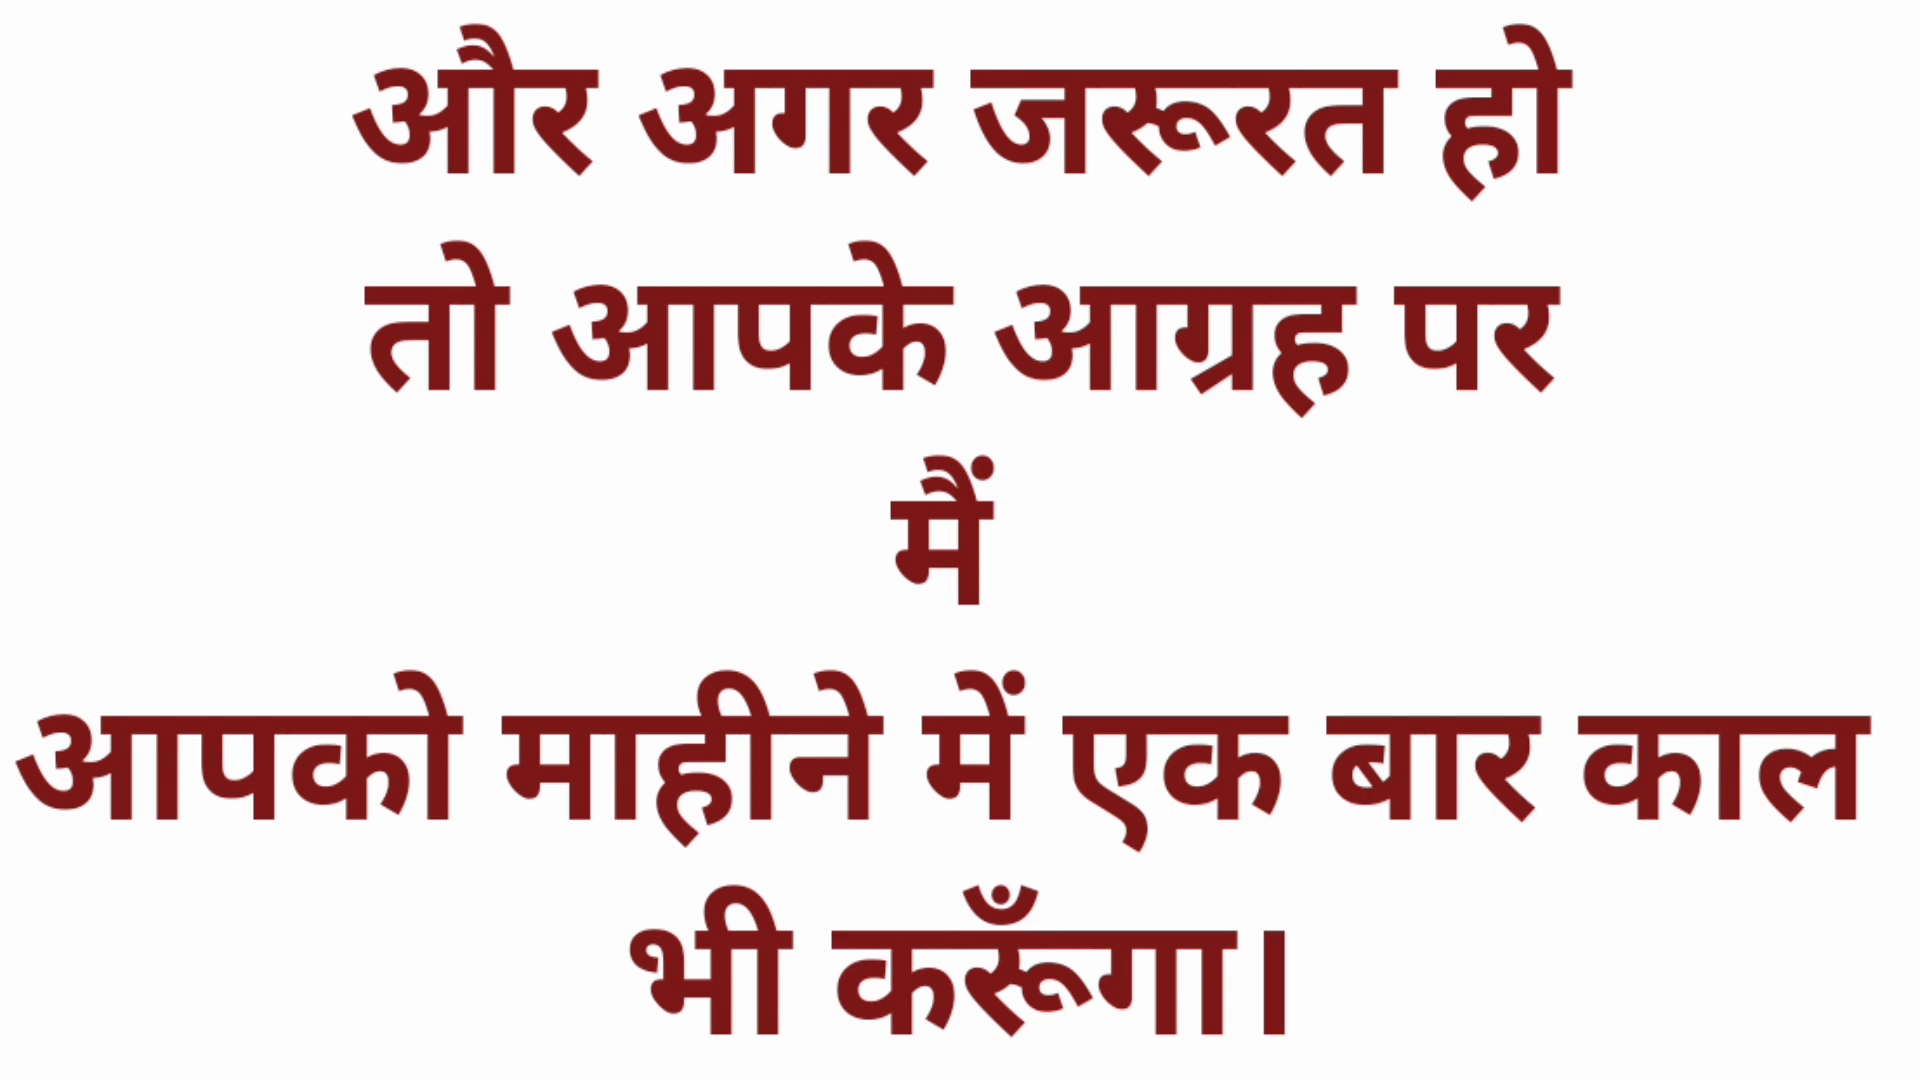 और अगर जरूरत हो
तो आपके आग्रह पर
मैं
आपको माहीने में एक बार काल
भी करूँगा।